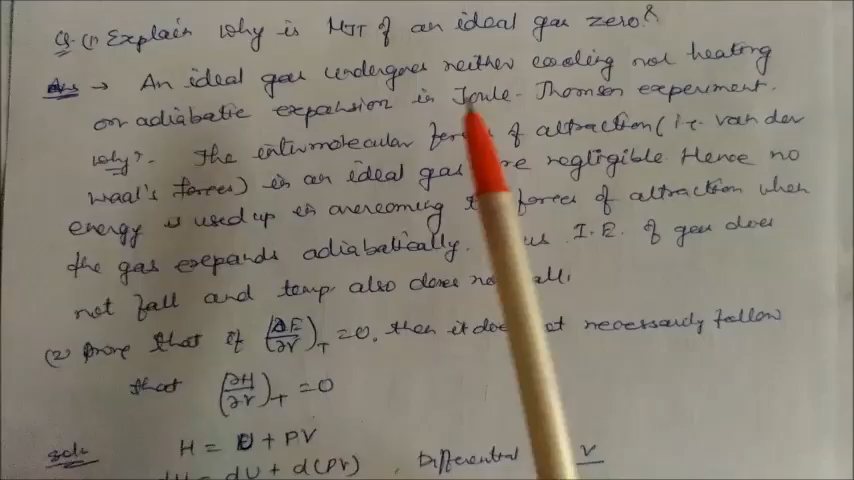 Q. (1) Explain why is μJT of an ideal gas zero?
Ans → An ideal gas undergoes neither cooling nor heating
on adiabatic expansion in Joule-Thomson experiment.
why?. The intermolecular forces of attraction (i.e. van der
waal's forces) in an ideal gas are negligible. Hence no
energy is used up in overcoming the forces of attraction when
the gas expands adiabatically. Thus I.E. of gas does
not fall and temp also does not fall.
(2) Prove that if (∂E/∂V)T = 0, then it does not necessarily follow
that (∂H/∂V)T = 0
soln H = U + PV
dH = dU + d(PV), Differential V